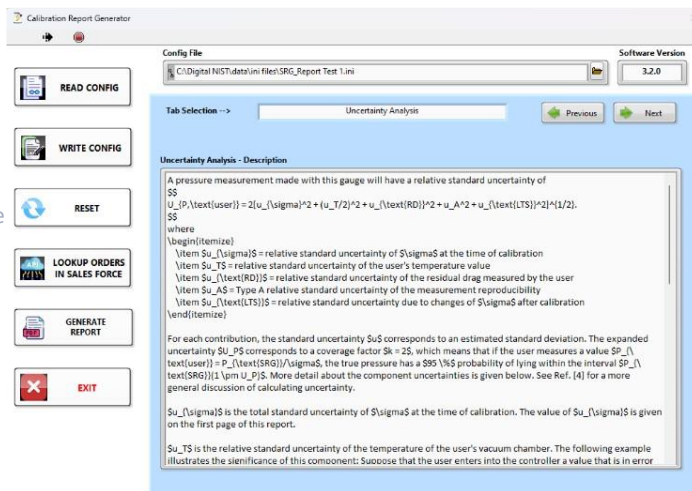 Calibration Report Generator
Config File
Software Version
C:\Digital NIST\data\ini files\SRG_Report Test 1.ini
3.2.0
READ CONFIG
Tab Selection -->
Uncertainty Analysis
Previous
Next
WRITE CONFIG
Uncertainty Analysis - Description
A pressure measurement made with this gauge will have a relative standard uncertainty of
$$
U_{P,\text{user}} = 2[u_{\sigma}^2 + (u_T/2)^2 + u_{\text{RD}}^2 + u_A^2 + u_{\text{LTS}}^2]^{1/2}.
$$
where
\begin{itemize}
\item $u_{\sigma}$ = relative standard uncertainty of $\sigma$ at the time of calibration
\item $u_T$ = relative standard uncertainty of the user's temperature value
\item $u_{\text{RD}}$ = relative standard uncertainty of the residual drag measured by the user
\item $u_A$ = Type A relative standard uncertainty of the measurement reproducibility
\item $u_{\text{LTS}}$ = relative standard uncertainty due to changes of $\sigma$ after calibration
\end{itemize}
For each contribution, the standard uncertainty $u$ corresponds to an estimated standard deviation. The expanded
uncertainty $U_P$ corresponds to a coverage factor $k = 2$, which means that if the user measures a value $P_{\
text{user}} = P_{\text{SRG}}/\sigma$, the true pressure has a $95 \%$ probability of lying within the interval $P_{\
text{SRG}}(1 \pm U_P)$. More detail about the component uncertainties is given below. See Ref. [4] for a more
general discussion of calculating uncertainty.
$u_{\sigma}$ is the total standard uncertainty of $\sigma$ at the time of calibration. The value of $u_{\sigma}$ is given
on the first page of this report.
$u_T$ is the relative standard uncertainty of the temperature of the user's vacuum chamber. The following example
illustrates the significance of this component: Suppose that the user enters into the controller a value that is in error
RESET
e
LOOKUP ORDERS
IN SALES FORCE
GENERATE
REPORT
EXIT